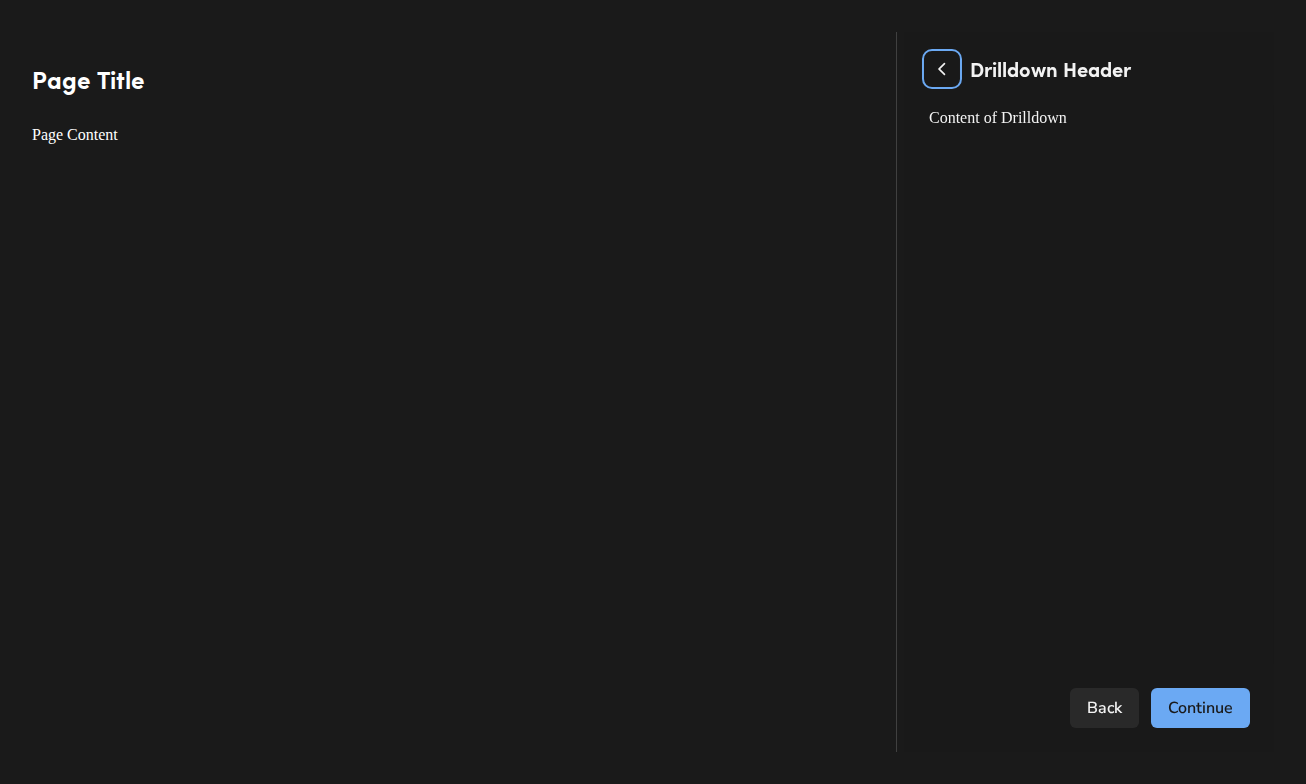 Page Title
Page Content
Drilldown Header
Content of Drilldown
Back
Continue